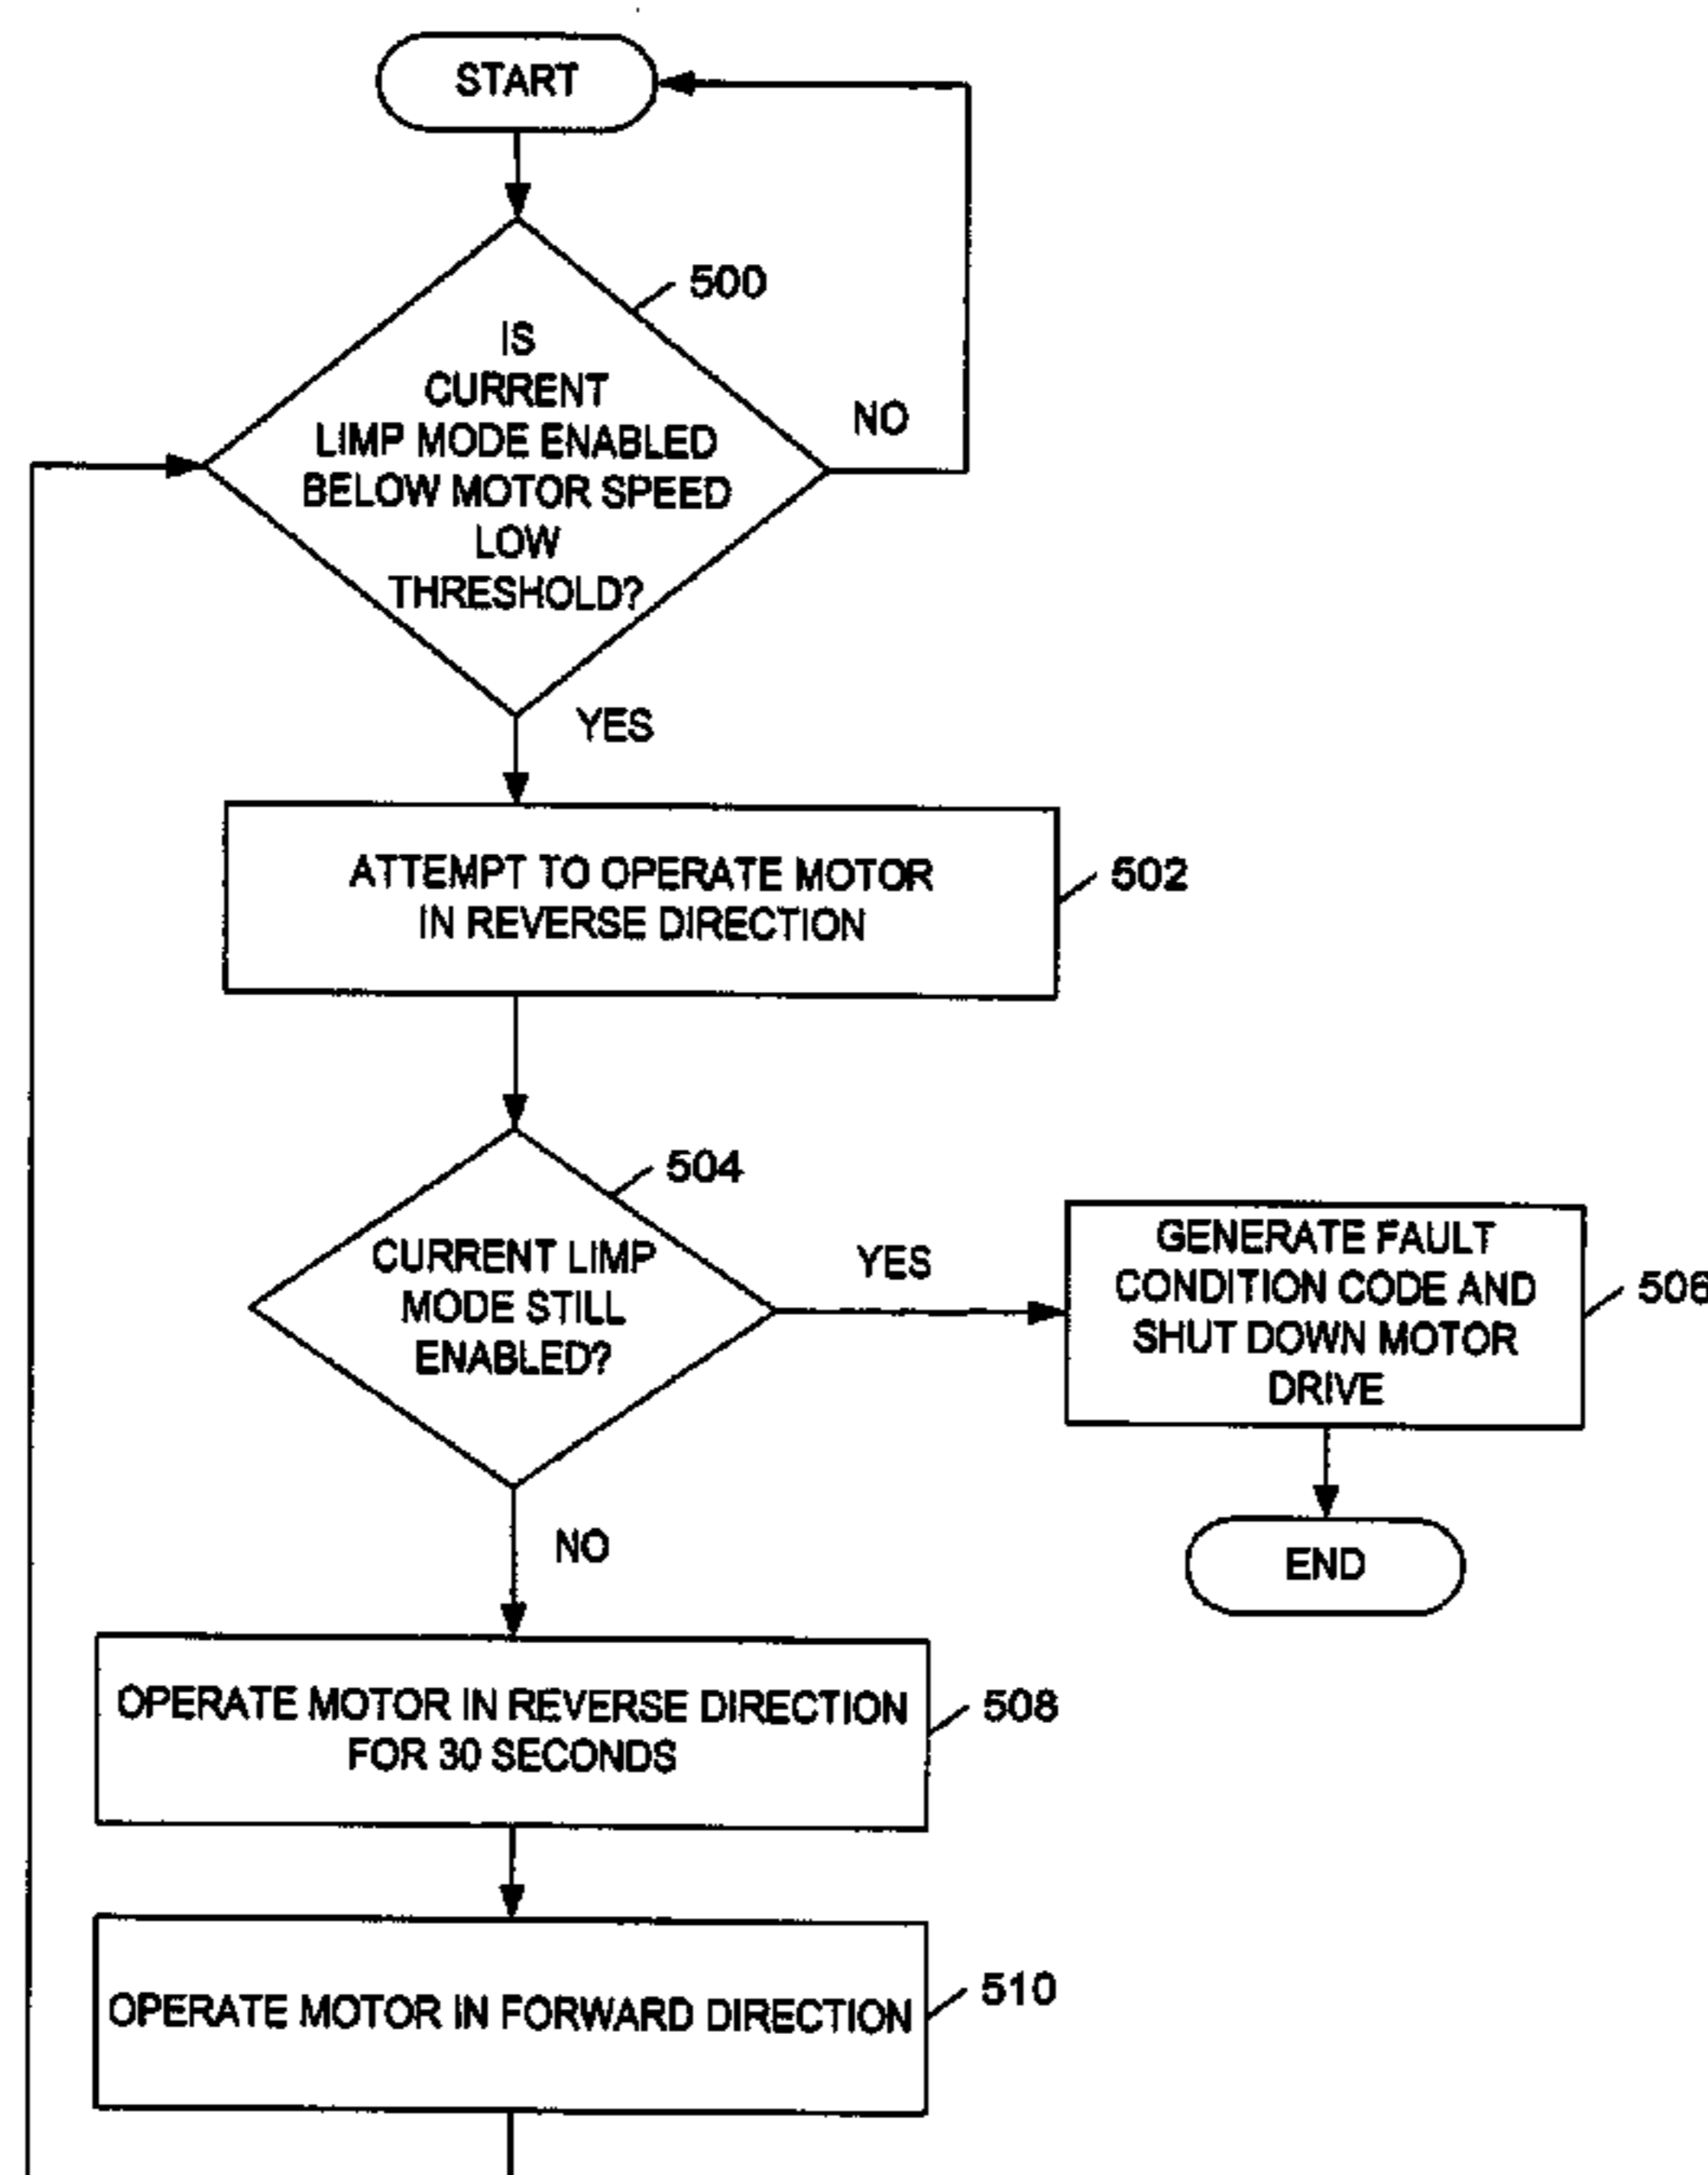 START
500
IS
CURRENT
LIMP MODE ENABLED
BELOW MOTOR SPEED
LOW
THRESHOLD?
NO
YES
ATTEMPT TO OPERATE MOTOR
IN REVERSE DIRECTION
502
504
CURRENT LIMP
MODE STILL
ENABLED?
YES
GENERATE FAULT
CONDITION CODE AND
SHUT DOWN MOTOR
DRIVE
506
END
NO
OPERATE MOTOR IN REVERSE DIRECTION
FOR 30 SECONDS
508
OPERATE MOTOR IN FORWARD DIRECTION
510